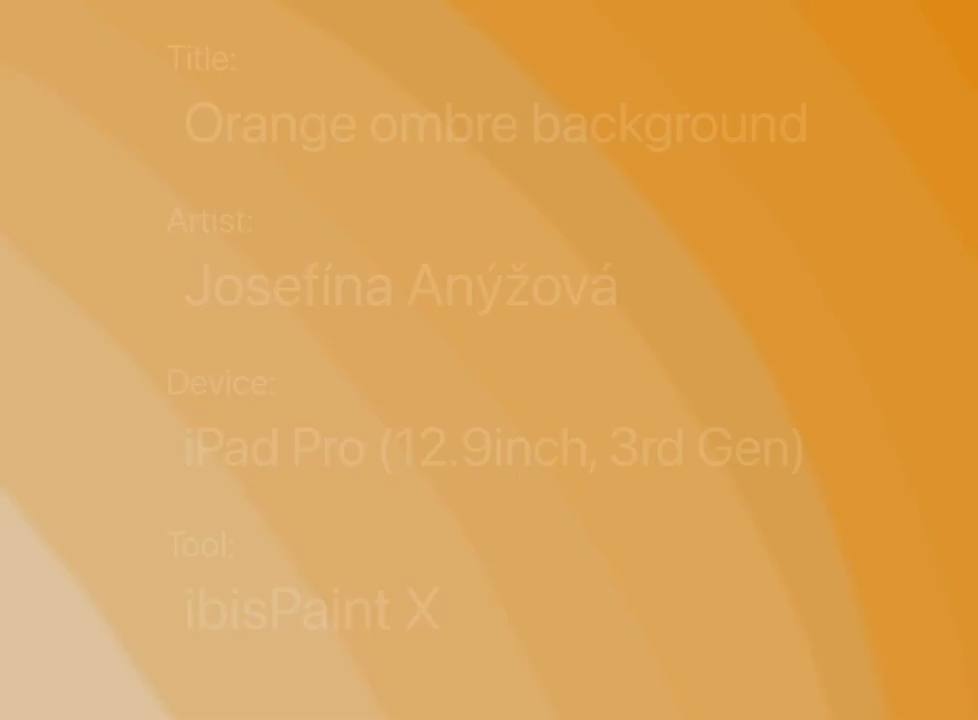 Title:
Orange ombre background
Artist:
Josefína Anýžová
Device:
iPad Pro (12.9inch, 3rd Gen)
Tool:
ibisPaint X